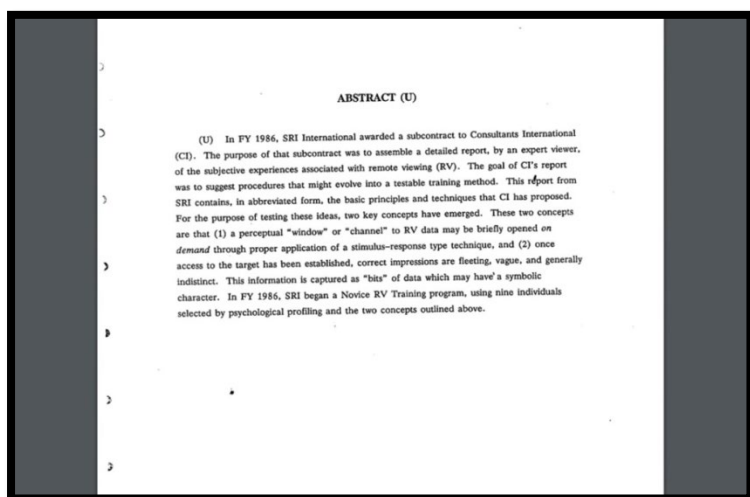 ABSTRACT (U)
(U) In FY 1986, SRI International awarded a subcontract to Consultants International
(CI). The purpose of that subcontract was to assemble a detailed report, by an expert viewer,
of the subjective experiences associated with remote viewing (RV). The goal of CI's report
was to suggest procedures that might evolve into a testable training method. This report from
SRI contains, in abbreviated form, the basic principles and techniques that CI has proposed.
For the purpose of testing these ideas, two key concepts have emerged. These two concepts
are that (1) a perceptual "window" or "channel" to RV data may be briefly opened on
demand through proper application of a stimulus-response type technique, and (2) once
access to the target has been established, correct impressions are fleeting, vague, and generally
indistinct. This information is captured as "bits" of data which may have a symbolic
character. In FY 1986, SRI began a Novice RV Training program, using nine individuals
selected by psychological profiling and the two concepts outlined above.